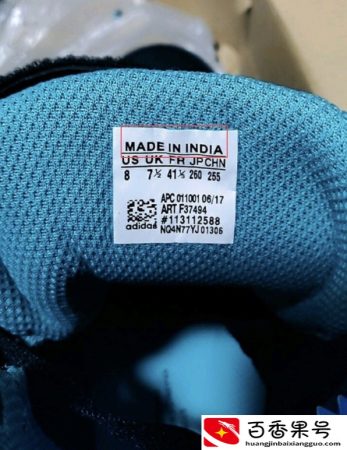 MADE IN INDIA
US UK FR JP CHN
8 7½ 41⅓ 260 255
APC 011001 06/17
ART F37494
#113112588
adidas NQ4N77YJ01306
百香果号
huangjinbaixiangguo.com